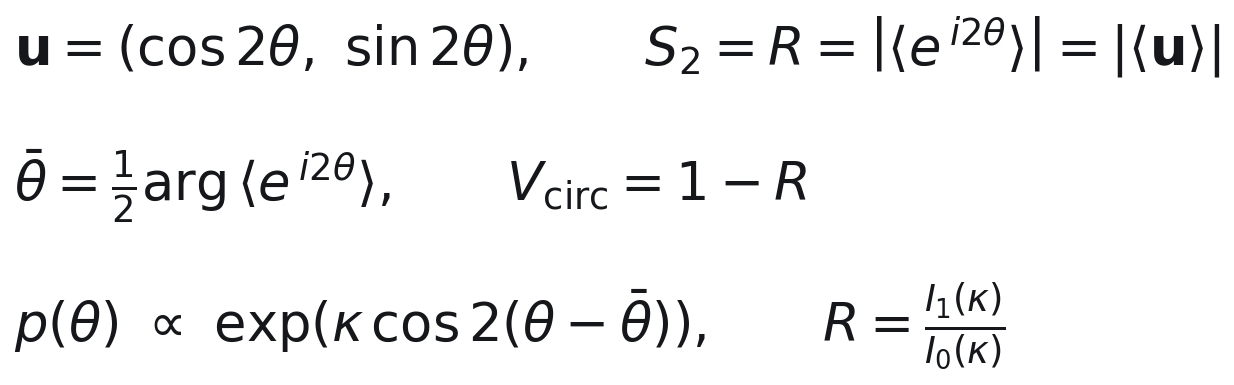 𝐮 = (cos 2θ, sin 2θ), S₂ = R = |⟨e^{i2θ}⟩| = |⟨𝐮⟩|
θ̄ = ½ arg ⟨e^{i2θ}⟩, V_circ = 1 − R
p(θ) ∝ exp(κ cos 2(θ − θ̄)), R = I₁(κ)/I₀(κ)